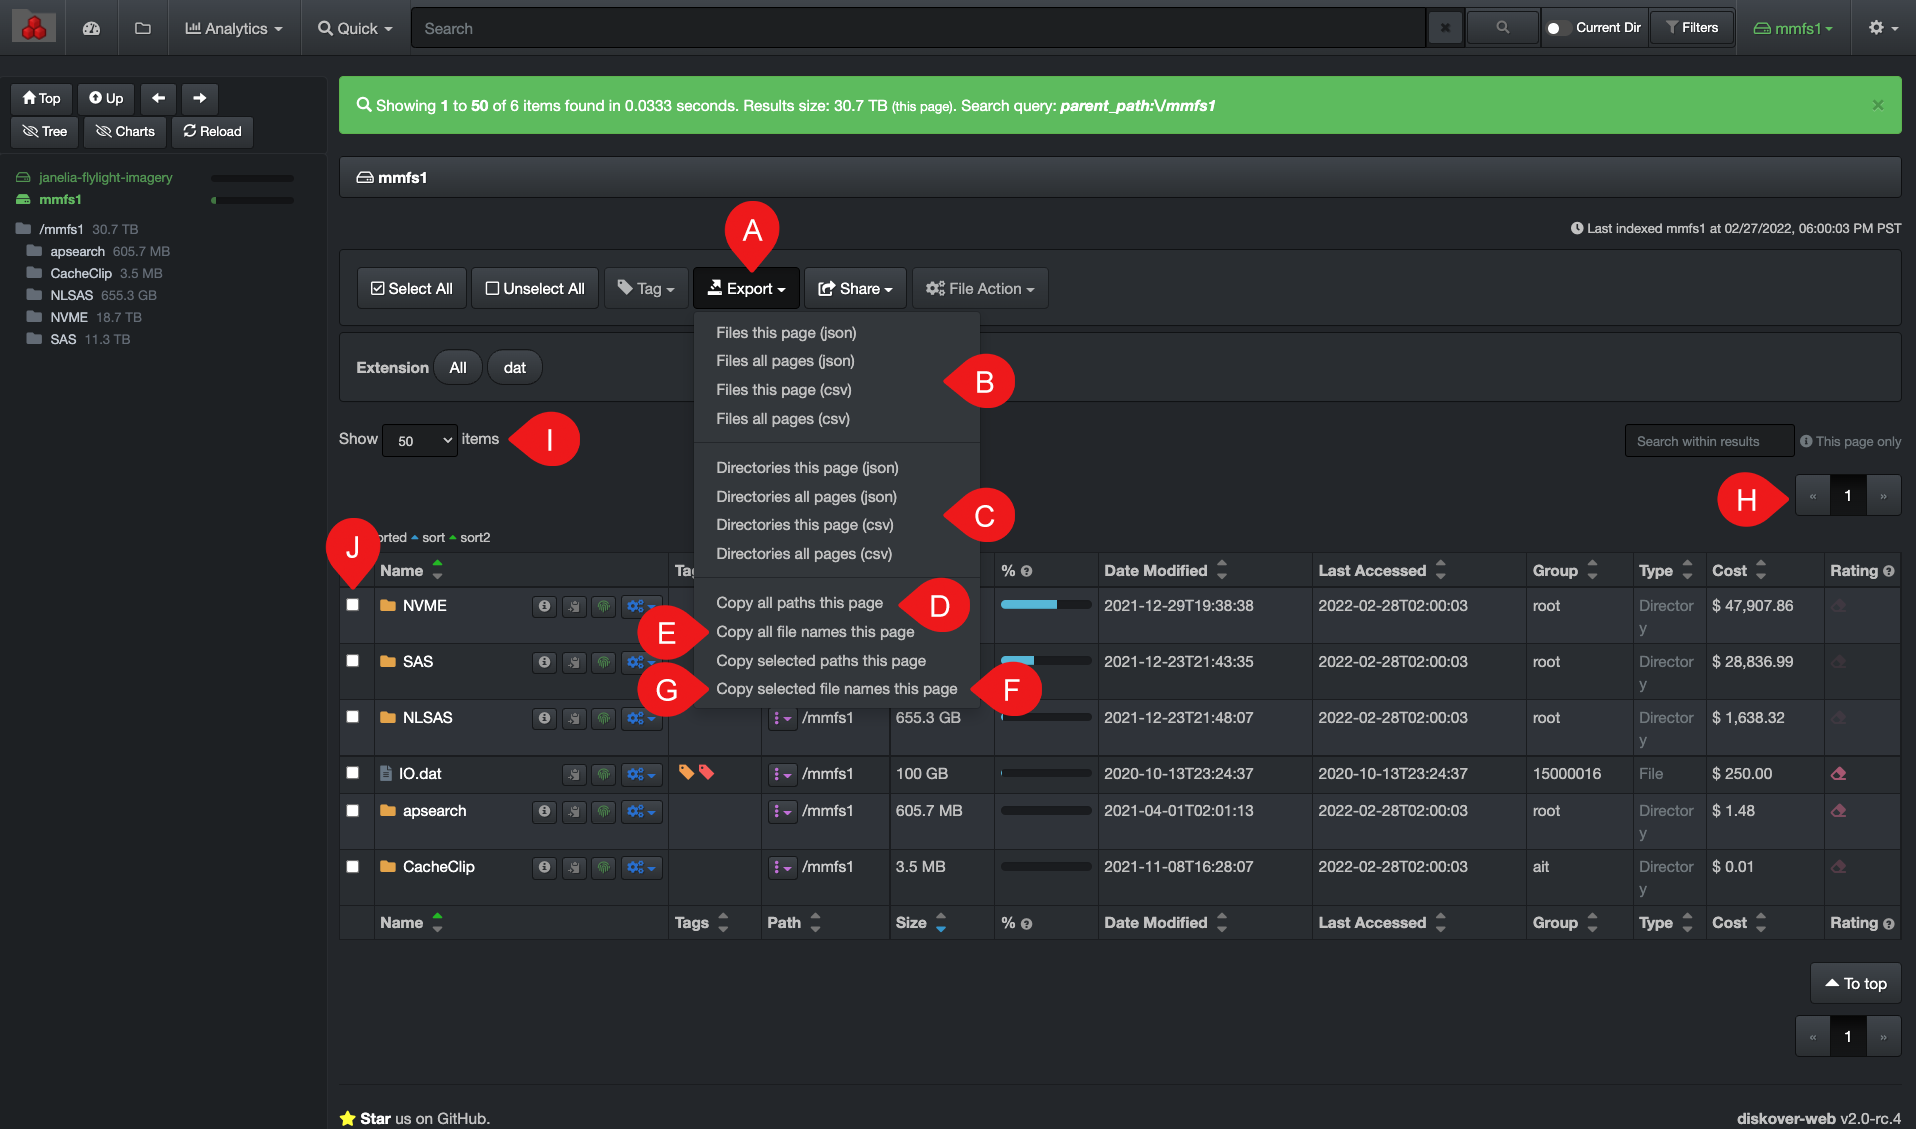 Analytics
Quick
Search
Current Dir
Filters
mmfs1
Top
Up
Tree
Charts
Reload
janelia-flylight-imagery
mmfs1
/mmfs1 30.7 TB
apsearch 605.7 MB
CacheClip 3.5 MB
NLSAS 655.3 GB
NVME 18.7 TB
SAS 11.3 TB
Showing 1 to 50 of 6 items found in 0.0333 seconds. Results size: 30.7 TB (this page). Search query: parent_path:\/mmfs1 ×
mmfs1
Last indexed mmfs1 at 02/27/2022, 06:00:03 PM PST
A
Select All
Unselect All
Tag
Export
Share
File Action
Files this page (json)
Files all pages (json)
Files this page (csv)
Files all pages (csv)
B
Directories this page (json)
Directories all pages (json)
Directories this page (csv)
Directories all pages (csv)
C
Copy all paths this page
D
E
Copy all file names this page
Copy selected paths this page
G
Copy selected file names this page
F
Extension All dat
Show 50 items
I
Search within results
This page only
H
« 1 »
J
orted sort sort2
Name Tag % Date Modified Last Accessed Group Type Cost Rating
NVME 2021-12-29T19:38:38 2022-02-28T02:00:03 root Director $ 47,907.86
y
SAS 2021-12-23T21:43:35 2022-02-28T02:00:03 root Director $ 28,836.99
y
NLSAS /mmfs1 655.3 GB 2021-12-23T21:48:07 2022-02-28T02:00:03 root Director $ 1,638.32
y
IO.dat /mmfs1 100 GB 2020-10-13T23:24:37 2020-10-13T23:24:37 15000016 File $ 250.00
apsearch /mmfs1 605.7 MB 2021-04-01T02:01:13 2022-02-28T02:00:03 root Director $ 1.48
y
CacheClip /mmfs1 3.5 MB 2021-11-08T16:28:07 2022-02-28T02:00:03 ait Director $ 0.01
y
Name Tags Path Size % Date Modified Last Accessed Group Type Cost Rating
To top
« 1 »
Star us on GitHub.
diskover-web v2.0-rc.4